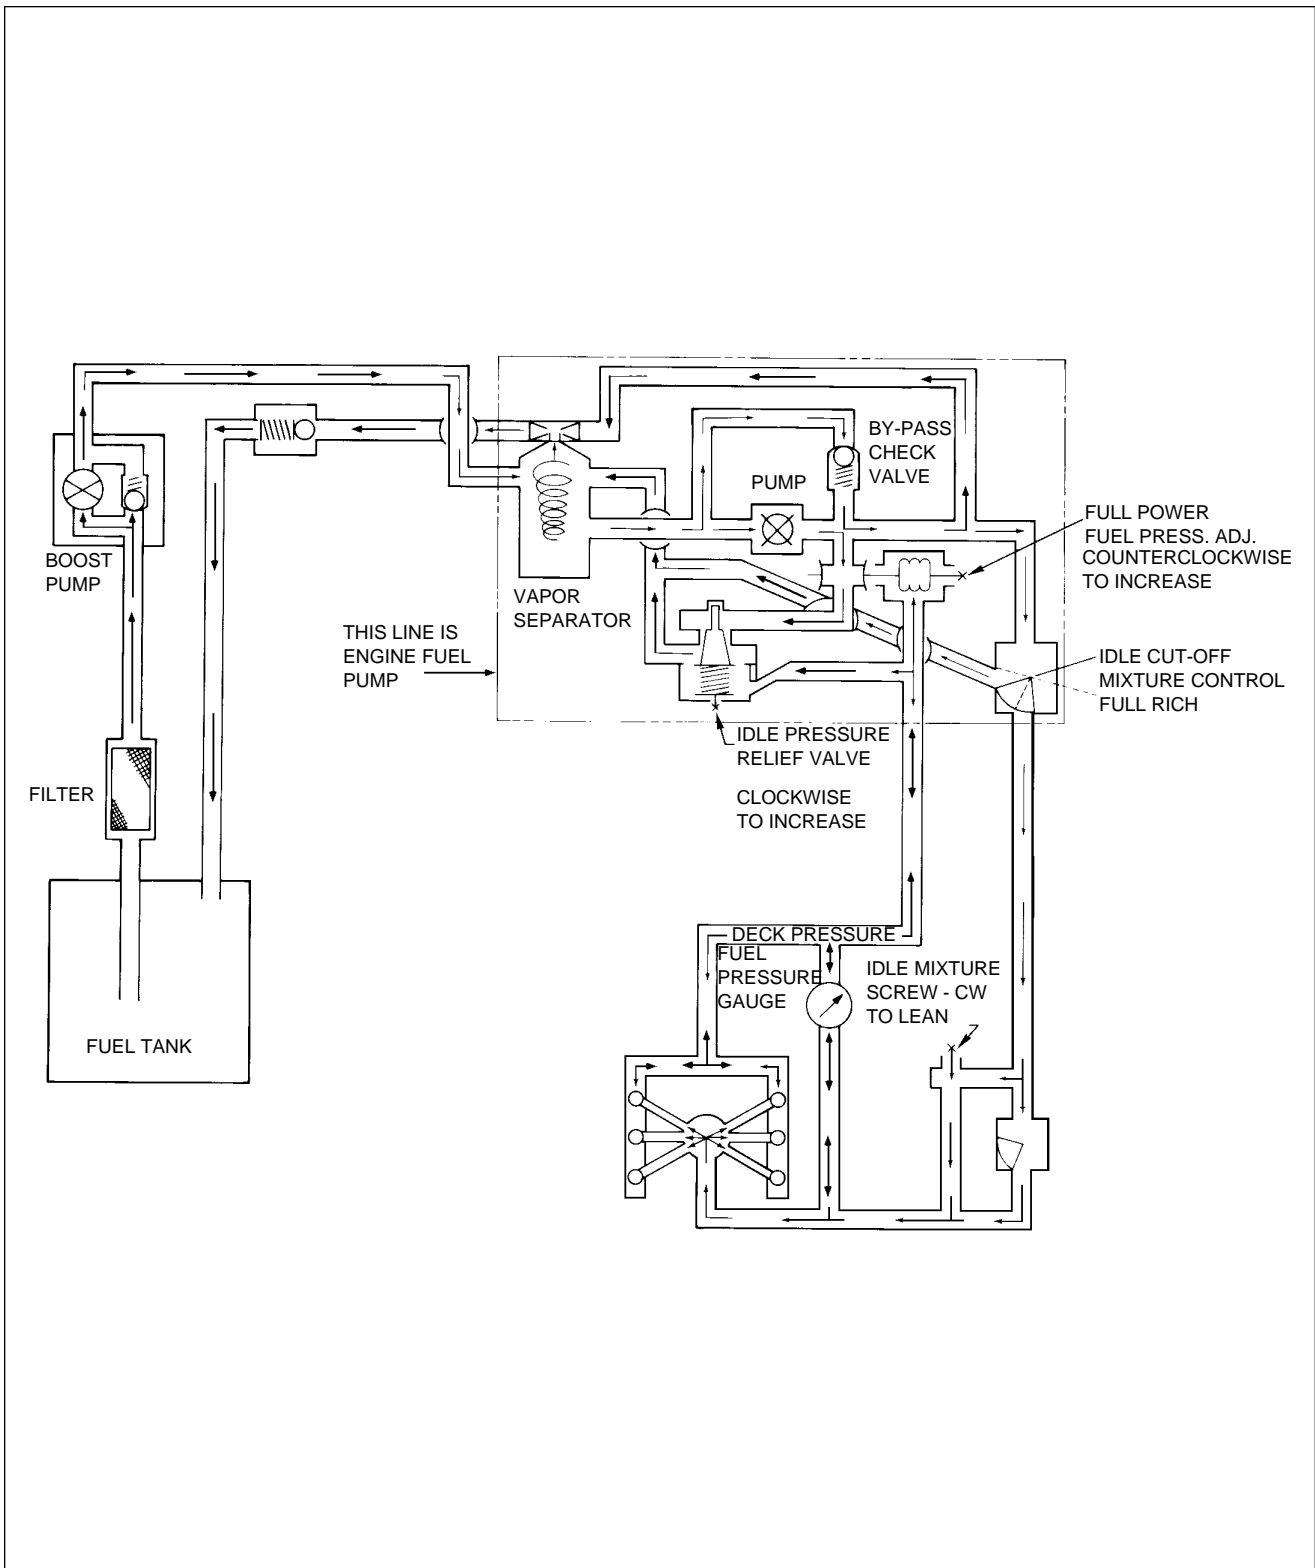 BY-PASS
CHECK
VALVE
PUMP
FULL POWER
FUEL PRESS. ADJ.
COUNTERCLOCKWISE
TO INCREASE
BOOST
PUMP
VAPOR
SEPARATOR
THIS LINE IS
ENGINE FUEL
PUMP
IDLE CUT-OFF
MIXTURE CONTROL
FULL RICH
IDLE PRESSURE
RELIEF VALVE
CLOCKWISE
TO INCREASE
FILTER
DECK PRESSURE
FUEL
PRESSURE
GAUGE
IDLE MIXTURE
SCREW - CW
TO LEAN
FUEL TANK